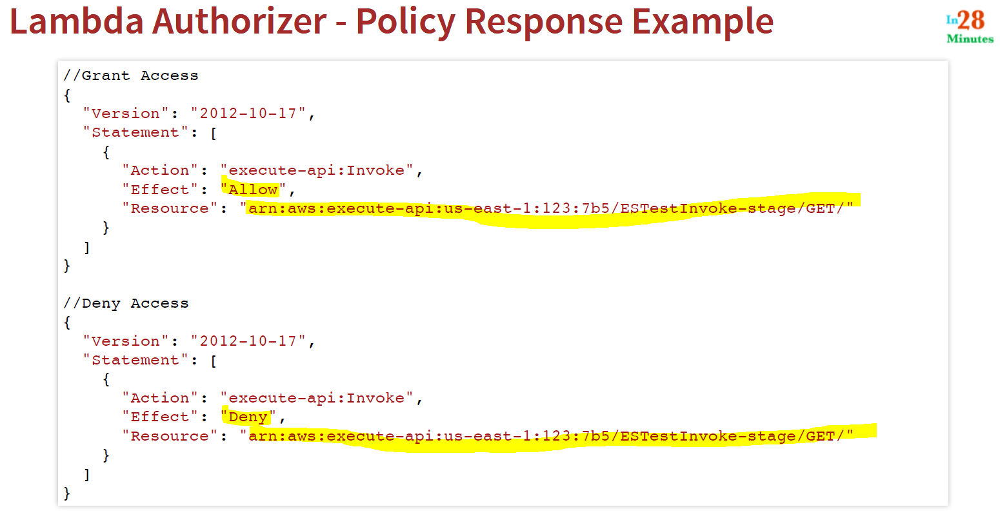 Lambda Authorizer - Policy Response Example
In28
Minutes
//Grant Access
{
  "Version": "2012-10-17",
  "Statement": [
    {
      "Action": "execute-api:Invoke",
      "Effect": "Allow",
      "Resource": "arn:aws:execute-api:us-east-1:123:7b5/ESTestInvoke-stage/GET/"
    }
  ]
}
//Deny Access
{
  "Version": "2012-10-17",
  "Statement": [
    {
      "Action": "execute-api:Invoke",
      "Effect": "Deny",
      "Resource": "arn:aws:execute-api:us-east-1:123:7b5/ESTestInvoke-stage/GET/"
    }
  ]
}